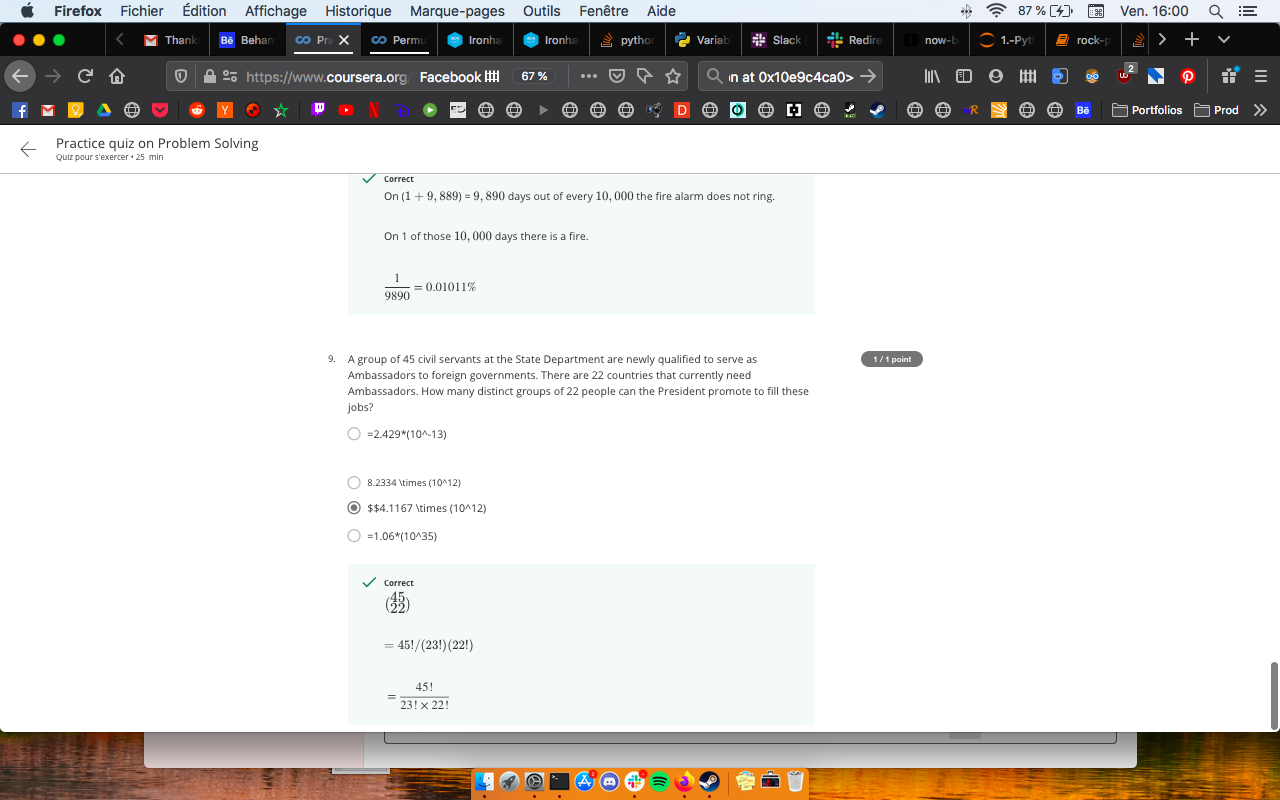 Firefox Fichier Édition Affichage Historique Marque-pages Outils Fenêtre Aide 87 % Ven. 16:00
Thank Bē Behan Pra Permu Ironha Ironha python Variab Slack Redire now-b 1.-Pyt rock-p
https://www.coursera.org Facebook 67 % n at 0x10e9c4ca0> 2
Bē Portfolios Prod
Practice quiz on Problem Solving
Quiz pour s'exercer • 25 min
Correct
On (1 + 9,889) = 9,890 days out of every 10,000 the fire alarm does not ring.
On 1 of those 10,000 days there is a fire.
1
9890 = 0.01011%
9. A group of 45 civil servants at the State Department are newly qualified to serve as 1 / 1 point
Ambassadors to foreign governments. There are 22 countries that currently need
Ambassadors. How many distinct groups of 22 people can the President promote to fill these
jobs?
=2.429*(10^-13)
8.2334 \times (10^12)
$$4.1167 \times (10^12)
=1.06*(10^35)
Correct
(45
22)
= 45!/(23!)(22!)
45!
= 23! × 22!